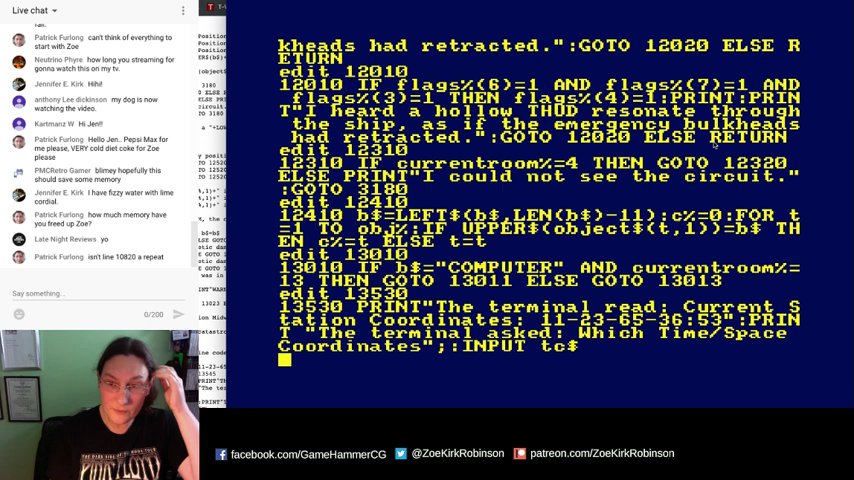 Live chat
Patrick Furlong can't think of everything to
start with Zoe
Neutrino Phyre how long you streaming for
gonna watch this on my tv.
Jennifer E. Kirk Hihi!
anthony Lee dickinson my dog is now
watching the video.
Kartmanz W Hi Jen!!
Patrick Furlong Hello Jen.. Pepsi Max for
me please, VERY cold diet coke for Zoe
please
PMCRetro Gamer blimey hopefully this
should save some memory
Jennifer E. Kirk I have fizzy water with lime
cordial.
Patrick Furlong how much memory have
you freed up Zoe?
Late Night Reviews yo
Patrick Furlong isn't line 10820 a repeat
Say something...
0/200
kheads had retracted.":GOTO 12020 ELSE R
ETURN
edit 12010
12010 IF flags%(6)=1 AND flags%(7)=1 AND
flags%(3)=1 THEN flags%(4)=1:PRINT:PRIN
T"I heard a hollow THUD resonate through
the ship, as if the emergency bulkheads
had retracted.":GOTO 12020 ELSE RETURN
edit 12310
12310 IF currentroom%=4 THEN GOTO 12320
ELSE PRINT"I could not see the circuit."
:GOTO 3180
edit 12410
12410 b$=LEFT$(b$,LEN(b$)-11):c%=0:FOR t
=1 TO obj%:IF UPPER$(object$(t,1))=b$ TH
EN c%=t ELSE t=t
edit 13010
13010 IF b$="COMPUTER" AND currentroom%=
13 THEN GOTO 13011 ELSE GOTO 13013
edit 13530
13530 PRINT"The terminal read: Current S
tation Coordinates: 11-23-65-36:53":PRIN
T "The terminal asked: Which Time/Space
Coordinates";:INPUT tc$
facebook.com/GameHammerCG
@ZoeKirkRobinson
patreon.com/ZoeKirkRobinson